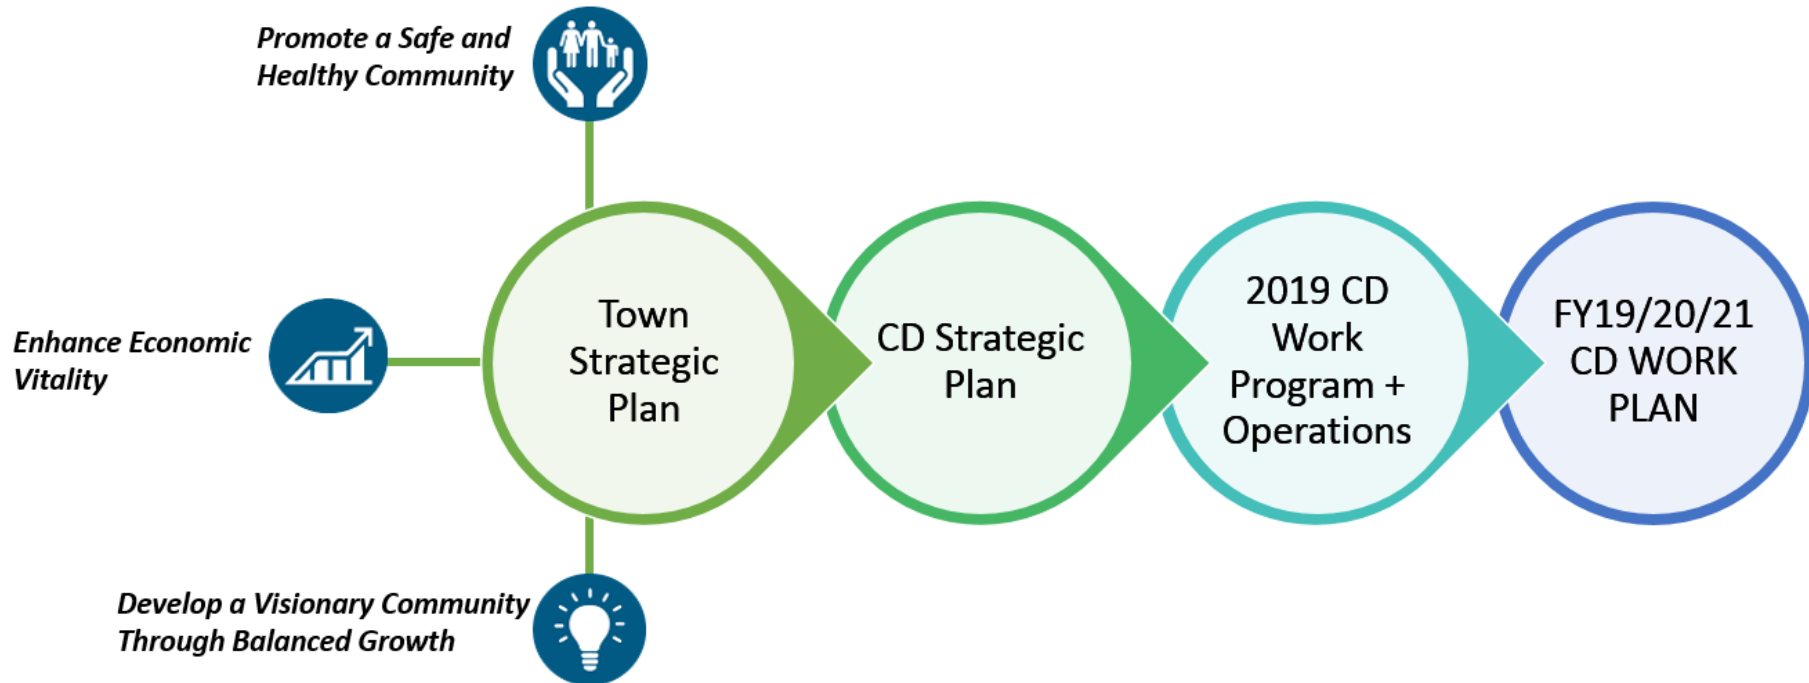 Promote a Safe and
Healthy Community
Enhance Economic
Vitality
Develop a Visionary Community
Through Balanced Growth
Town
Strategic
Plan
CD Strategic
Plan
2019 CD
Work
Program +
Operations
FY19/20/21
CD WORK
PLAN